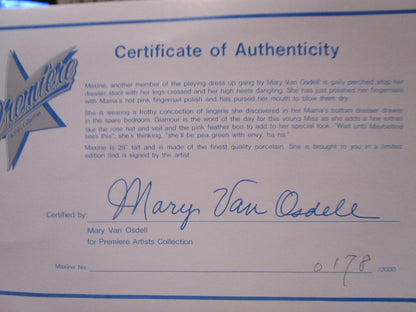 Premiere
Certificate of Authenticity
Maxine, another member of the playing dress up gang by Mary Van Osdell is gaily perched atop her
dresser stool with her legs crossed and her high heels dangling. She has just polished her fingernails
with Mama's hot pink fingernail polish and has pursed her mouth to blow them dry.
She is wearing a frothy concoction of lingerie she discovered in her Mama's bottom dresser drawer
in the spare bedroom. Glamour is the word of the day for this young Miss as she adds a few extras
like the rose hat and veil and the pink feather box to add to her special look. "Wait until Maybelline
sees this", she's thinking, "she'll be pea green with envy, ha ha."
Maxine is 28" tall and is made of the finest quality porcelain. She is brought to you in a limited
edition and is signed by the artist.
Mary Van Osdell
Certified by:
Mary Van Osdell
for Premiere Artists Collection
Maxine No. 0178 /2000